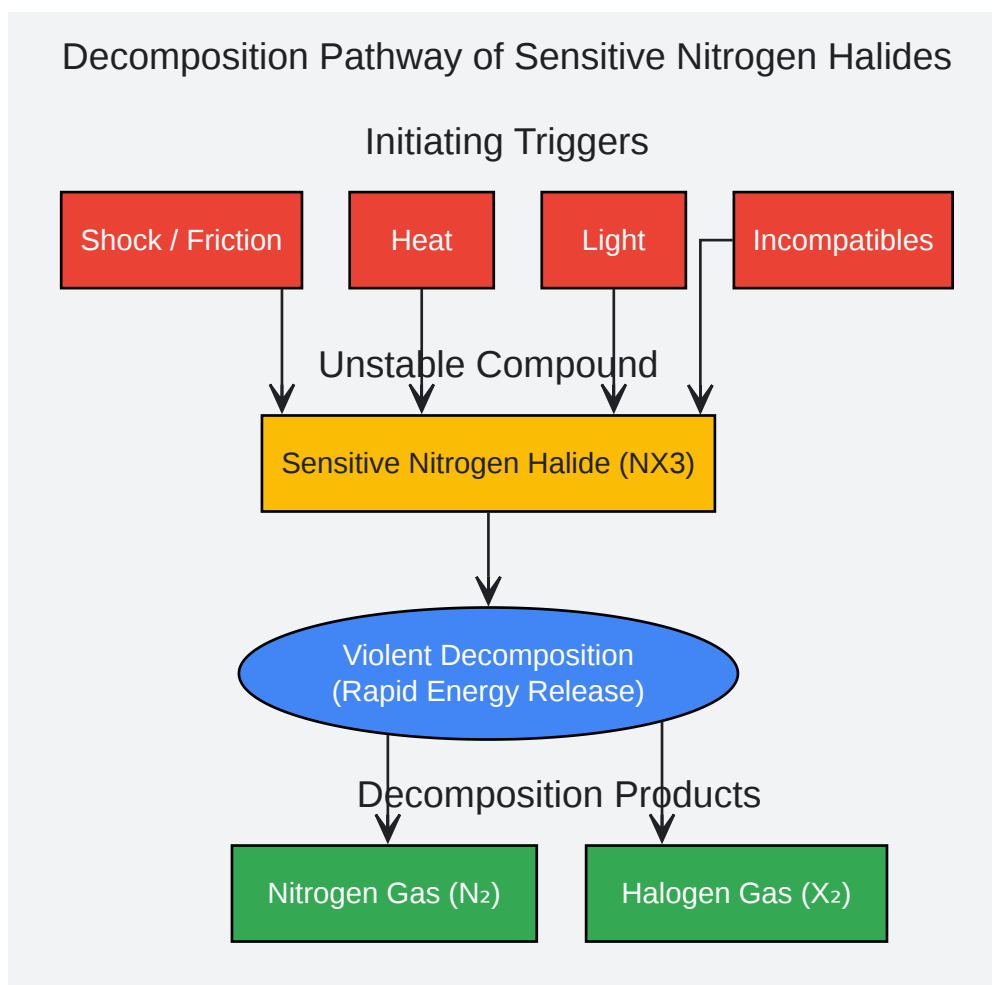 Decomposition Pathway of Sensitive Nitrogen Halides
Initiating Triggers
Shock / Friction
Heat
Light
Incompatibles
Unstable Compound
Sensitive Nitrogen Halide (NX3)
Violent Decomposition
(Rapid Energy Release)
Decomposition Products
Nitrogen Gas (N₂)
Halogen Gas (X₂)